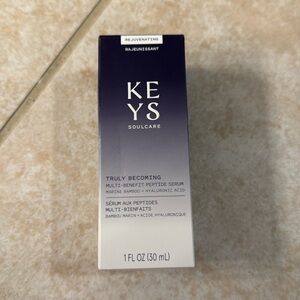 REJUVENATING
RAJEUNISSANT
KE
YS
SOULCARE
TRULY BECOMING
MULTI-BENEFIT PEPTIDE SERUM
MARINE BAMBOO + HYALURONIC ACID
SÉRUM AUX PEPTIDES
MULTI-BIENFAITS
BAMBOU MARIN + ACIDE HYALURONIQUE
1 FL OZ (30 mL)